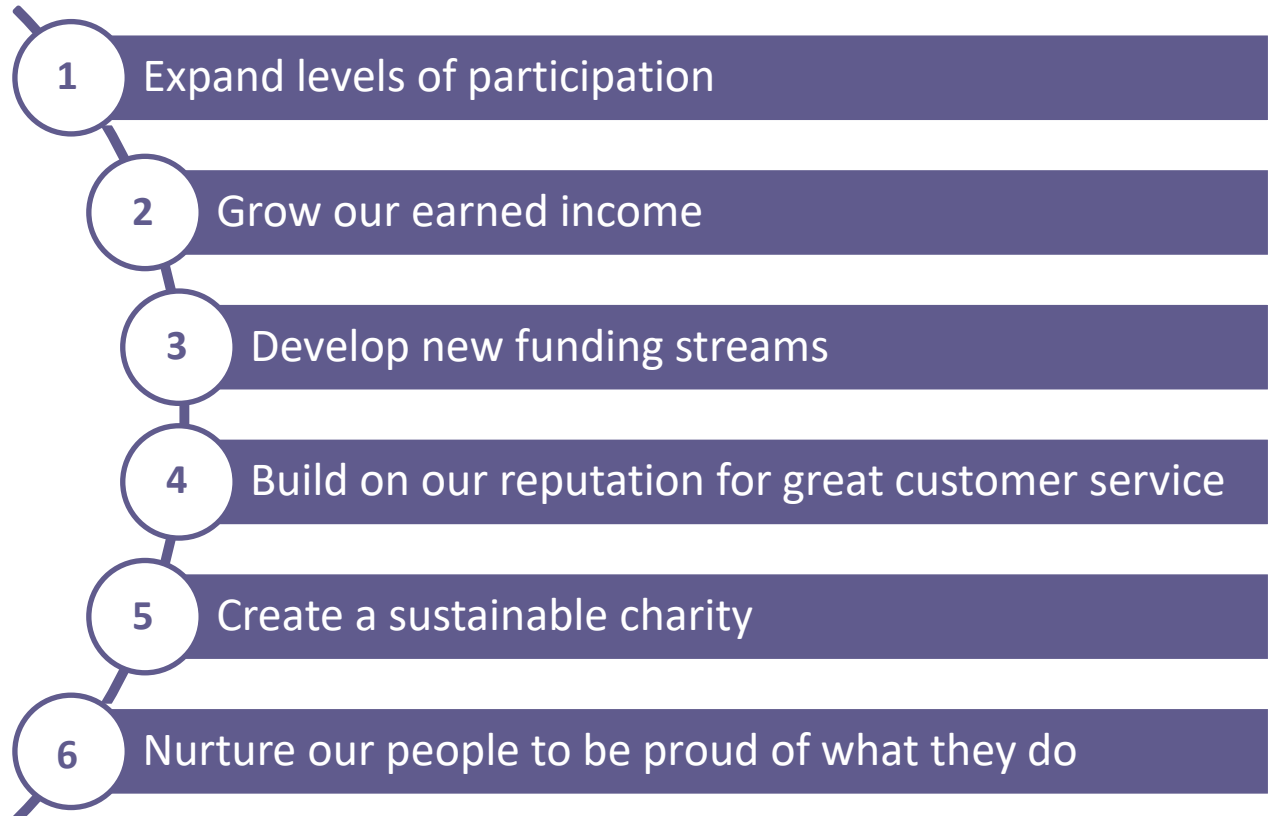 1 Expand levels of participation
2 Grow our earned income
3 Develop new funding streams
4 Build on our reputation for great customer service
5 Create a sustainable charity
6 Nurture our people to be proud of what they do